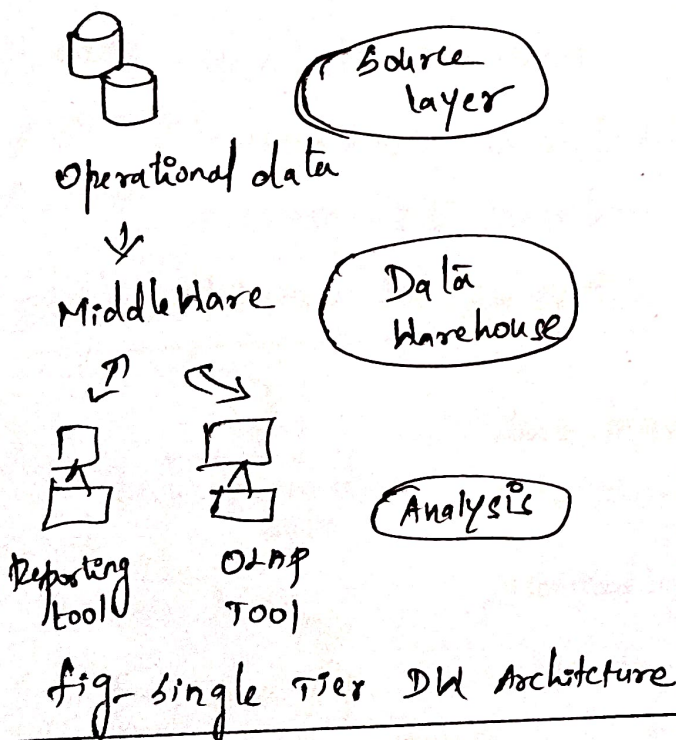 Source
layer
Operational data
Middleware
Data
Warehouse
Analysis
Reporting
tool
OLAP
TOOl
fig- Single Tier DW Architcture